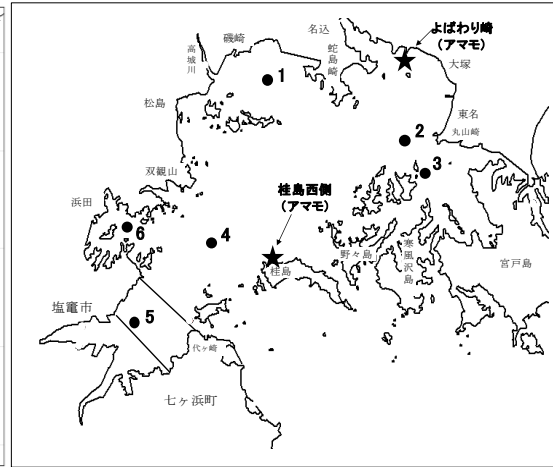 名込
よばわり崎
(アマモ)
磯崎
高城川
蛇島崎
大塚
1
松島
東名
2
丸山崎
双観山
3
桂島西側
(アマモ)
浜田
6
4
野々島
寒風沢島
宮戸島
桂島
塩竈市
5
代ヶ崎
七ヶ浜町